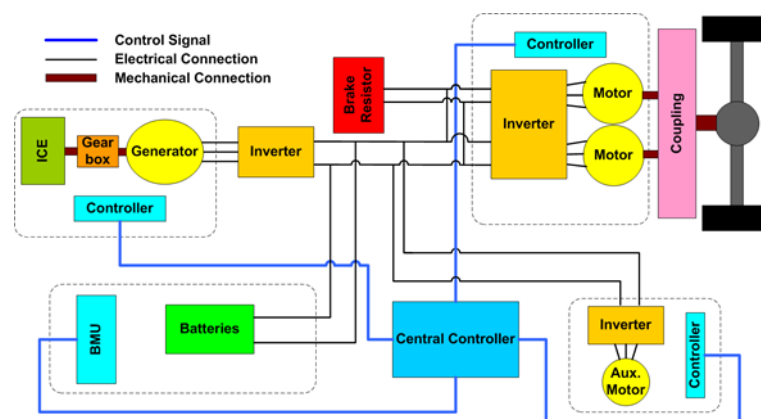 Control Signal
Electrical Connection
Mechanical Connection
Controller
Brake
Resistor
Motor
Inverter
Coupling
ICE
Gear
box
Generator
Inverter
Motor
Controller
BMU
Batteries
Central Controller
Inverter
Controller
Aux.
Motor